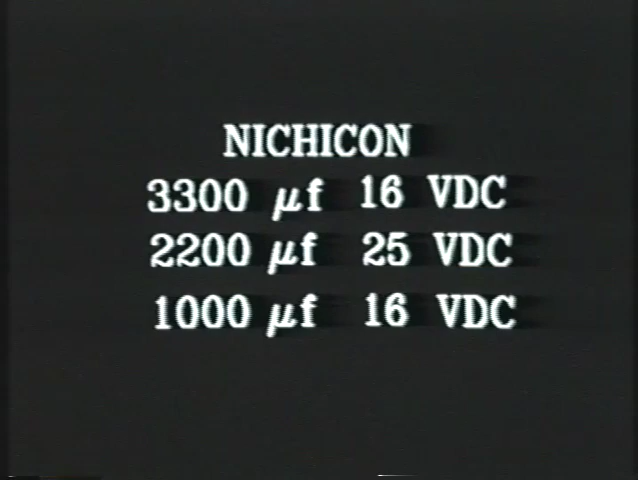 NICHICON
3300 μf 16 VDC
2200 μf 25 VDC
1000 μf 16 VDC